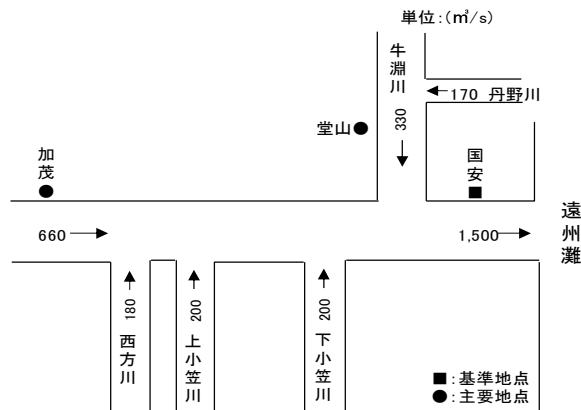 単位:(㎥/s)
牛淵川
330
170 丹野川
堂山
加茂
国安
660
1,500
遠州灘
180
西方川
200
上小笠川
200
下小笠川
■:基準地点
●:主要地点